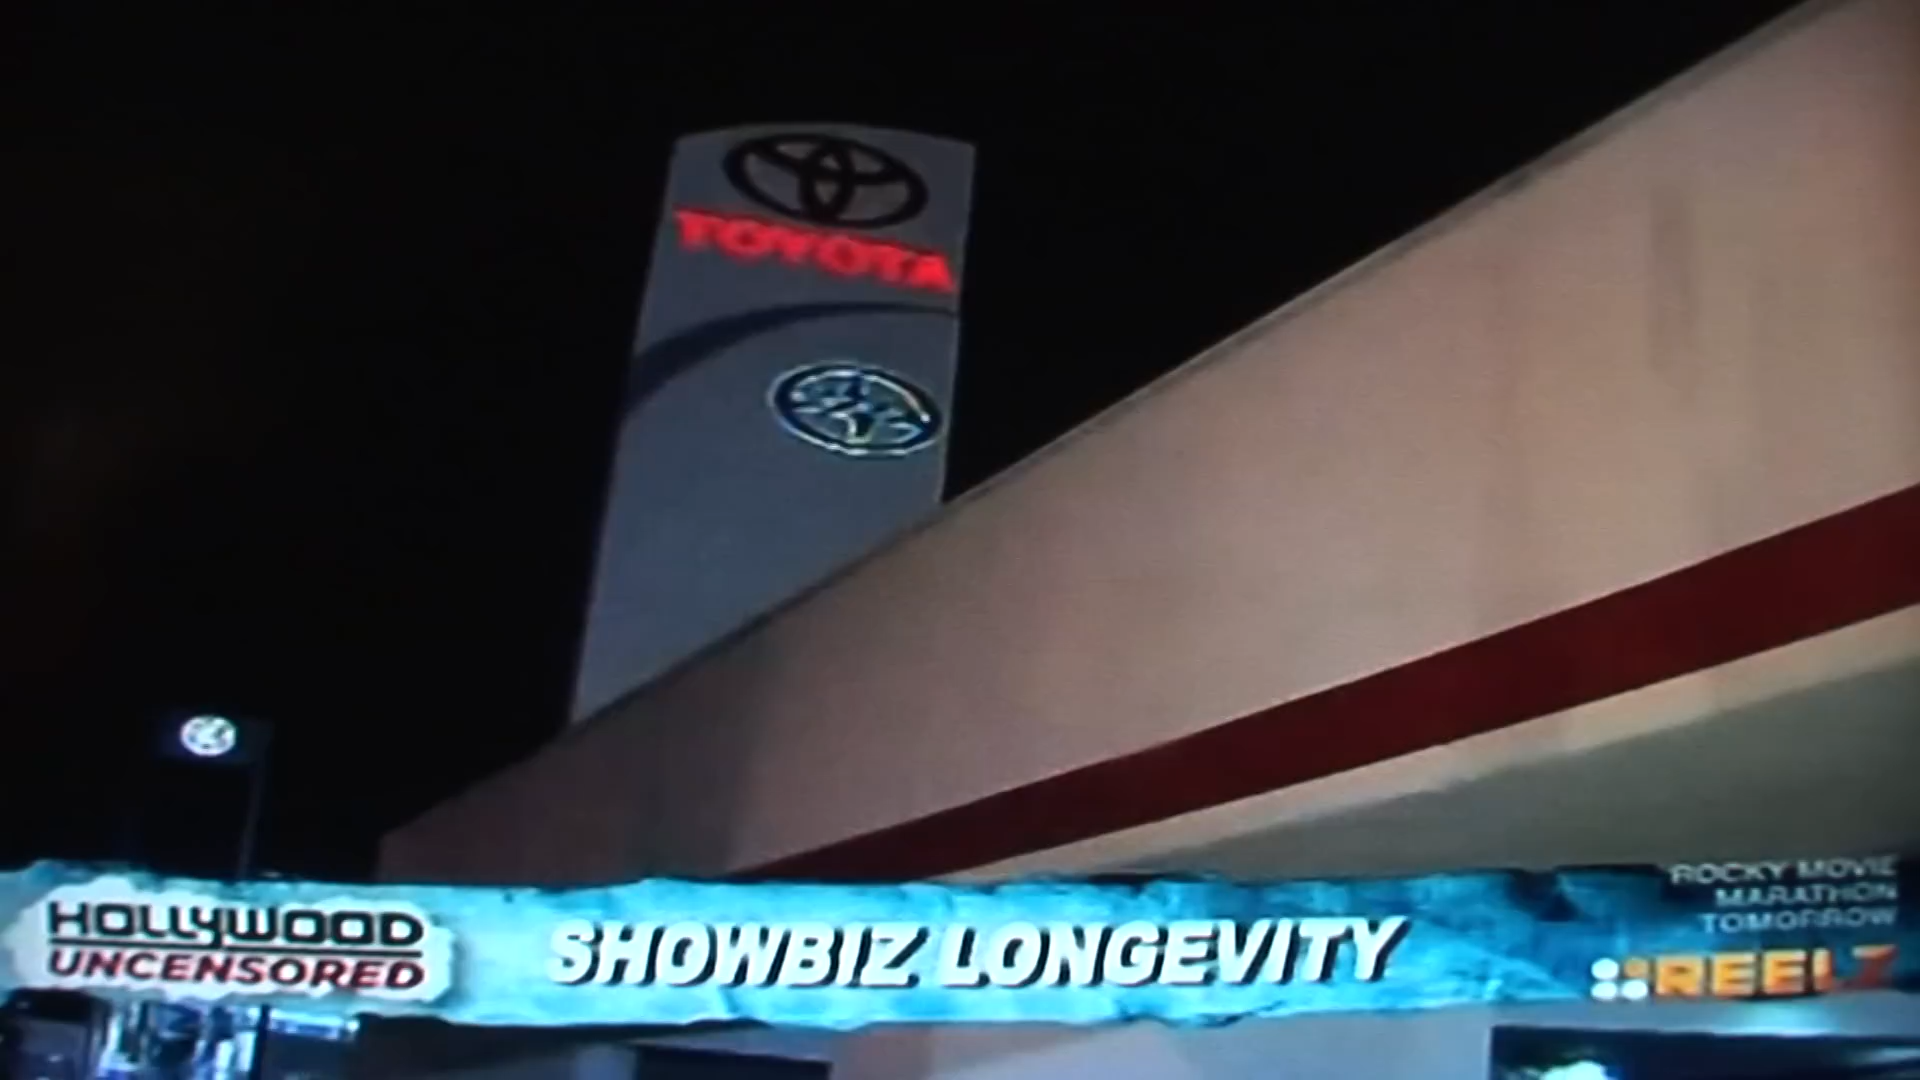 TOYOTA
HOLLYWOOD
UNCENSORED
SHOWBIZ LONGEVITY
ROCKY MOVIE
MARATHON
TOMORROW
REELZ